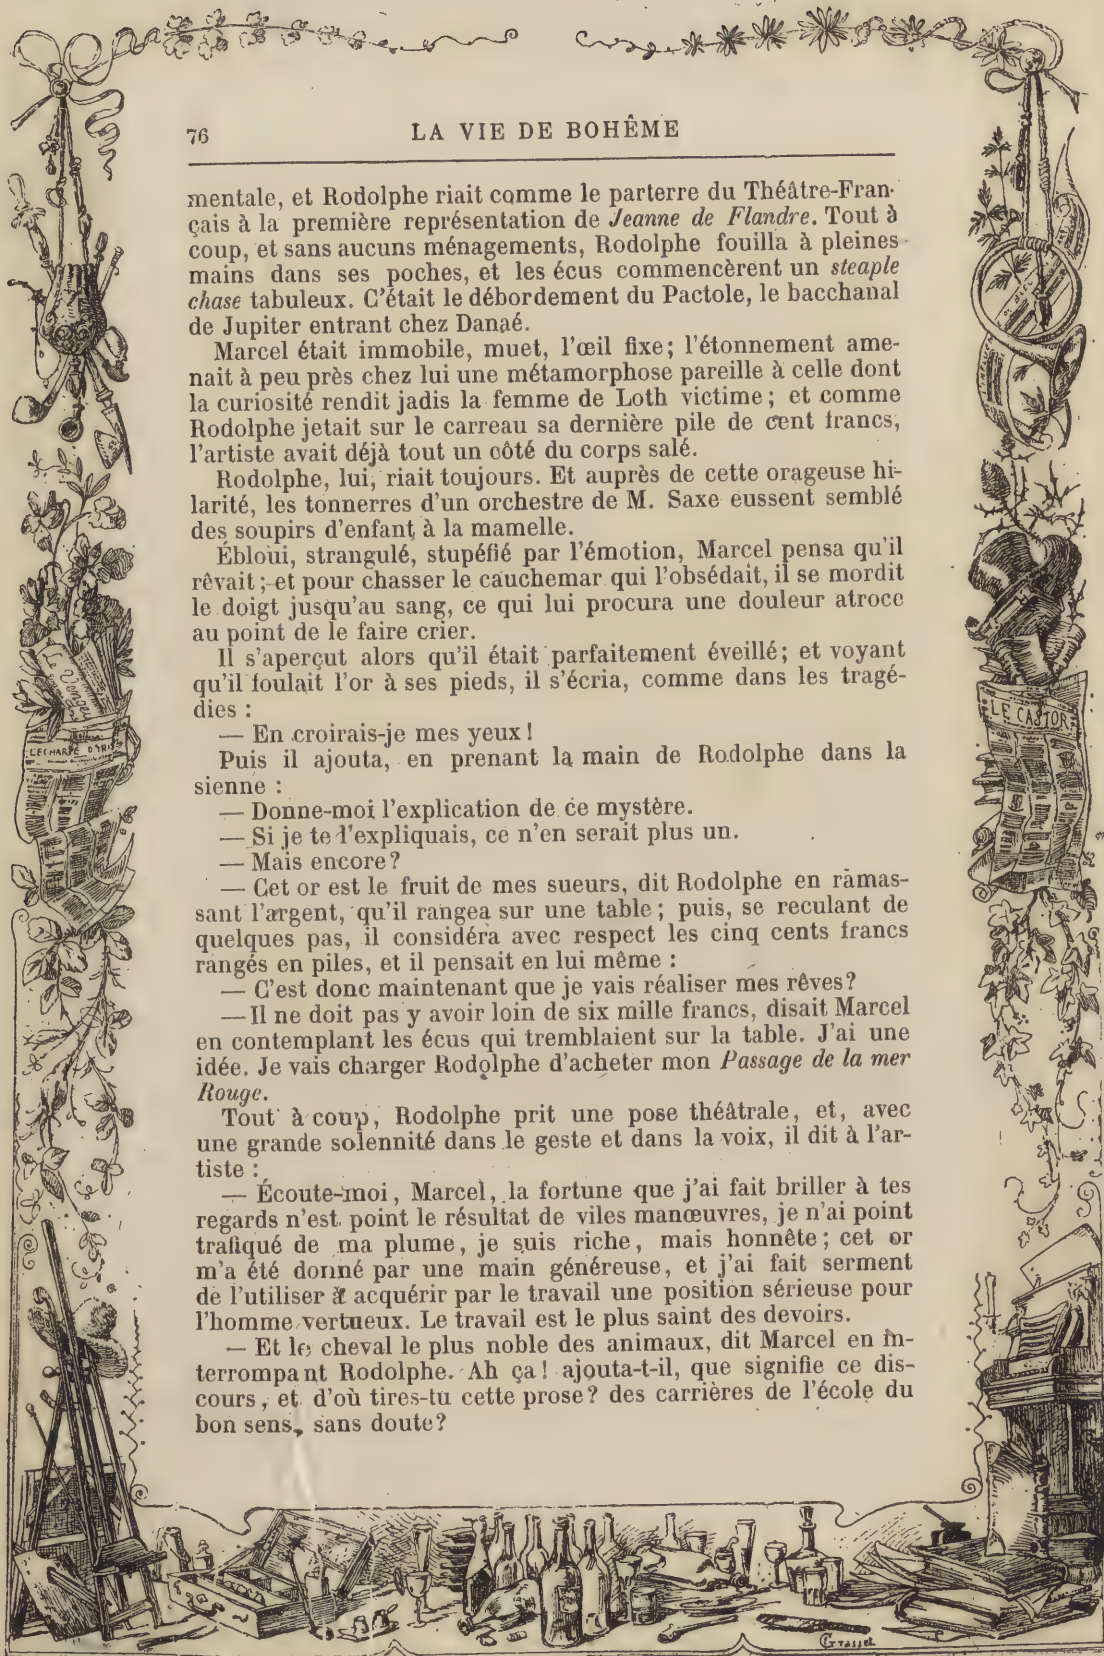 76
LA VIE DE BOHÊME
mentale, et Rodolphe riait comme le parterre du Théâtre-Fran-
çais à la première représentation de Jeanne de Flandre. Tout à
coup, et sans aucuns ménagements, Rodolphe fouilla à pleines
mains dans ses poches, et les écus commencèrent un steaple
chase tabuleux. C'était le débordement du Pactole, le bacchanal
de Jupiter entrant chez Danaé.
Marcel était immobile, muet, l'œil fixe; l'étonnement ame-
nait à peu près chez lui une métamorphose pareille à celle dont
la curiosité rendit jadis la femme de Loth victime; et comme
Rodolphe jetait sur le carreau sa dernière pile de cent francs,
l'artiste avait déjà tout un côté du corps salé.
Rodolphe, lui, riait toujours. Et auprès de cette orageuse hi-
larité, les tonnerres d'un orchestre de M. Saxe eussent semblé
des soupirs d'enfant à la mamelle.
Ébloui, strangulé, stupéfié par l'émotion, Marcel pensa qu'il
rêvait; et pour chasser le cauchemar qui l'obsédait, il se mordit
le doigt jusqu'au sang, ce qui lui procura une douleur atroce
au point de le faire crier.
Il s'aperçut alors qu'il était parfaitement éveillé; et voyant
qu'il foulait l'or à ses pieds, il s'écria, comme dans les tragé-
dies :
— En croirais-je mes yeux!
Puis il ajouta, en prenant la main de Rodolphe dans la
sienne :
— Donne-moi l'explication de ce mystère.
— Si je te l'expliquais, ce n'en serait plus un.
— Mais encore?
— Cet or est le fruit de mes sueurs, dit Rodolphe en ramas-
sant l'argent, qu'il rangea sur une table; puis, se reculant de
quelques pas, il considéra avec respect les cinq cents francs
rangés en piles, et il pensait en lui même :
— C'est donc maintenant que je vais réaliser mes rêves?
— Il ne doit pas y avoir loin de six mille francs, disait Marcel
en contemplant les écus qui tremblaient sur la table. J'ai une
idée. Je vais charger Rodolphe d'acheter mon Passage de la mer
Rouge.
Tout à coup, Rodolphe prit une pose théâtrale, et, avec
une grande solennité dans le geste et dans la voix, il dit à l'ar-
tiste :
— Écoute-moi, Marcel, la fortune que j'ai fait briller à tes
regards n'est point le résultat de viles manœuvres, je n'ai point
trafiqué de ma plume, je suis riche, mais honnête; cet or
m'a été donné par une main généreuse, et j'ai fait serment
de l'utiliser à acquérir par le travail une position sérieuse pour
l'homme vertueux. Le travail est le plus saint des devoirs.
— Et le cheval le plus noble des animaux, dit Marcel en in-
terrompant Rodolphe. Ah ça! ajouta-t-il, que signifie ce dis-
cours, et d'où tires-tu cette prose? des carrières de l'école du
bon sens, sans doute?
Le Venge
L'ECHARPE D'IRIS
LE CASTOR
Grasset